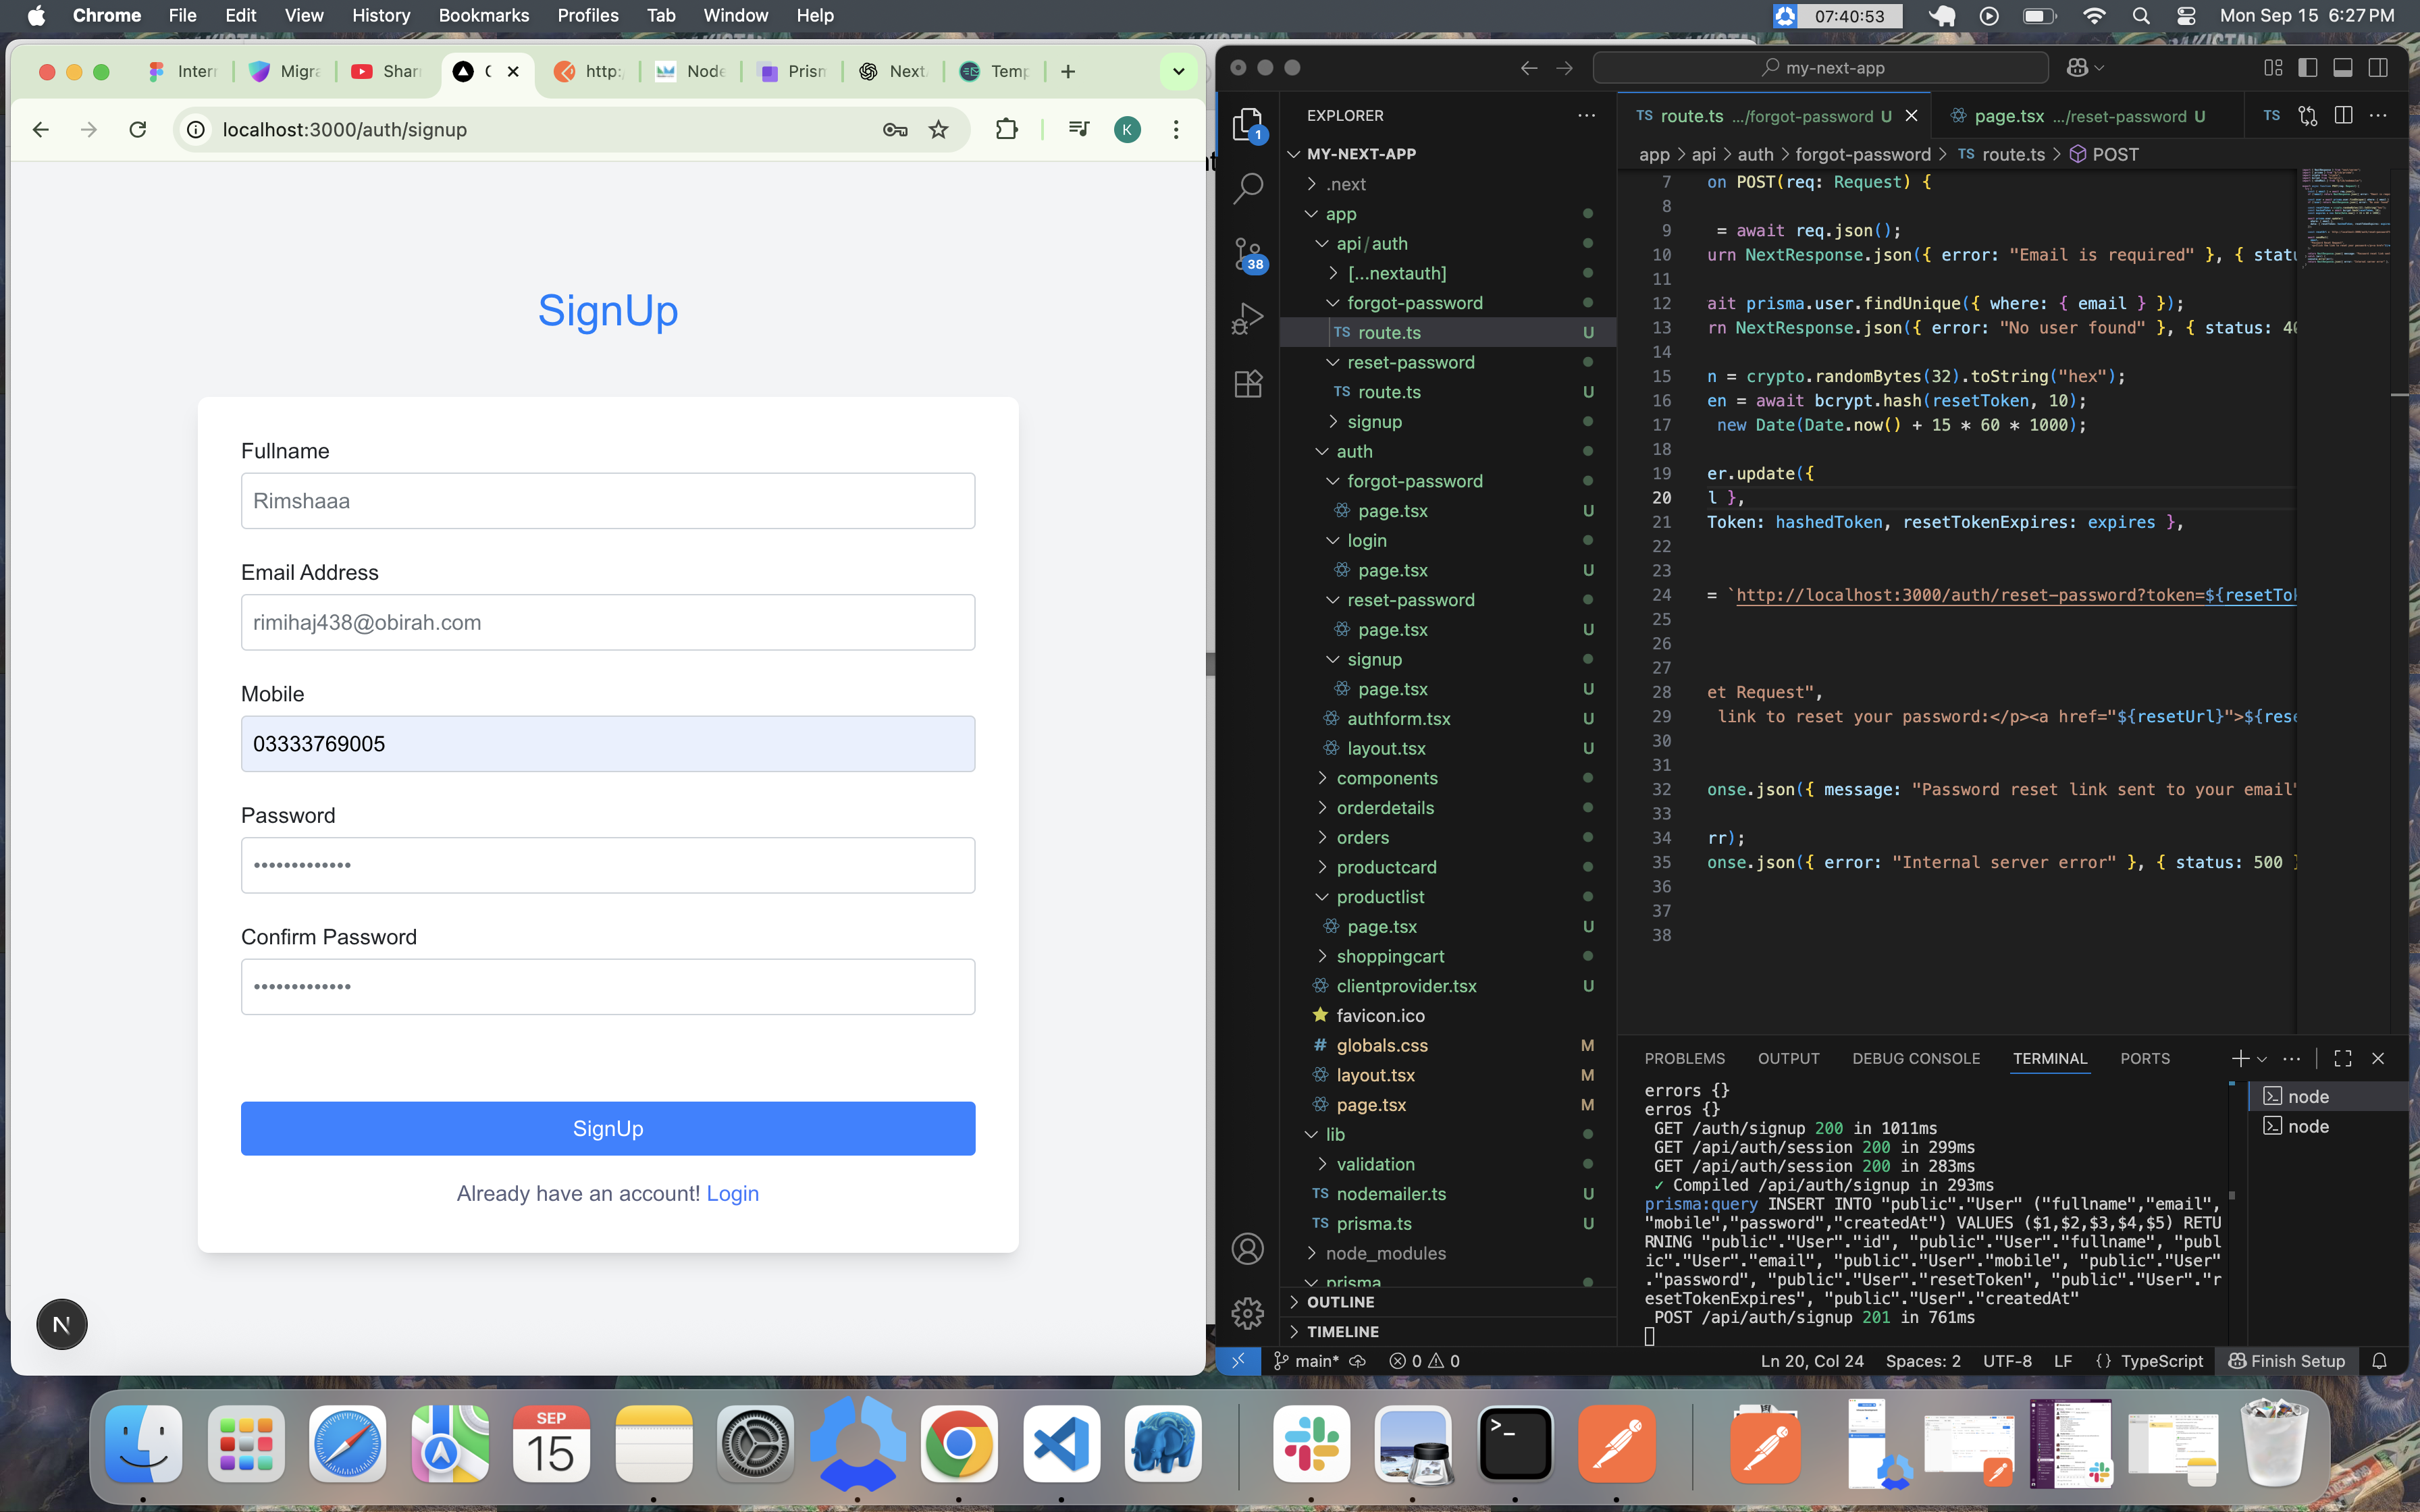 Chrome File Edit View History Bookmarks Profiles Tab Window Help
07:40:53
Mon Sep 15 6:27 PM
Interr
Migra
Shar
http:
Node
Prism
Next.
Temp
localhost:3000/auth/signup
K
SignUp
Fullname
Rimshaaa
Email Address
rimihaj438@obirah.com
Mobile
03333769005
Password
•••••••••••••
Confirm Password
•••••••••••••
SignUp
Already have an account! Login
N
my-next-app
1
38
EXPLORER
MY-NEXT-APP
.next
app
api/auth
[...nextauth]
forgot-password
TS route.ts U
reset-password
TS route.ts U
signup
auth
forgot-password
page.tsx U
login
page.tsx U
reset-password
page.tsx U
signup
page.tsx U
authform.tsx U
layout.tsx U
components
orderdetails
orders
productcard
productlist
page.tsx U
shoppingcart
clientprovider.tsx U
favicon.ico
# globals.css M
layout.tsx M
page.tsx M
lib
validation
TS nodemailer.ts U
TS prisma.ts U
node_modules
prisma
OUTLINE
TIMELINE
TS route.ts .../forgot-password U
page.tsx .../reset-password U
TS
app > api > auth > forgot-password > TS route.ts > POST
7 on POST(req: Request) {
8
9 = await req.json();
10 urn NextResponse.json({ error: "Email is required" }, { statu
11
12 ait prisma.user.findUnique({ where: { email } });
13 rn NextResponse.json({ error: "No user found" }, { status: 40
14
15 n = crypto.randomBytes(32).toString("hex");
16 en = await bcrypt.hash(resetToken, 10);
17 new Date(Date.now() + 15 * 60 * 1000);
18
19 er.update({
20 l },
21 Token: hashedToken, resetTokenExpires: expires },
22
23
24 = `http://localhost:3000/auth/reset-password?token=${resetTok
25
26
27
28 et Request",
29 link to reset your password:</p><a href="${resetUrl}">${rese
30
31
32 onse.json({ message: "Password reset link sent to your email"
33
34 rr);
35 onse.json({ error: "Internal server error" }, { status: 500 }
36
37
38
PROBLEMS OUTPUT DEBUG CONSOLE TERMINAL PORTS
errors {}
erros {}
GET /auth/signup 200 in 1011ms
GET /api/auth/session 200 in 299ms
GET /api/auth/session 200 in 283ms
✓ Compiled /api/auth/signup in 293ms
prisma:query INSERT INTO "public"."User" ("fullname","email",
"mobile","password","createdAt") VALUES ($1,$2,$3,$4,$5) RETU
RNING "public"."User"."id", "public"."User"."fullname", "publ
ic"."User"."email", "public"."User"."mobile", "public"."User"
."password", "public"."User"."resetToken", "public"."User"."r
esetTokenExpires", "public"."User"."createdAt"
POST /api/auth/signup 201 in 761ms
node
node
main* 0 0
Ln 20, Col 24 Spaces: 2 UTF-8 LF {} TypeScript Finish Setup
SEP
15